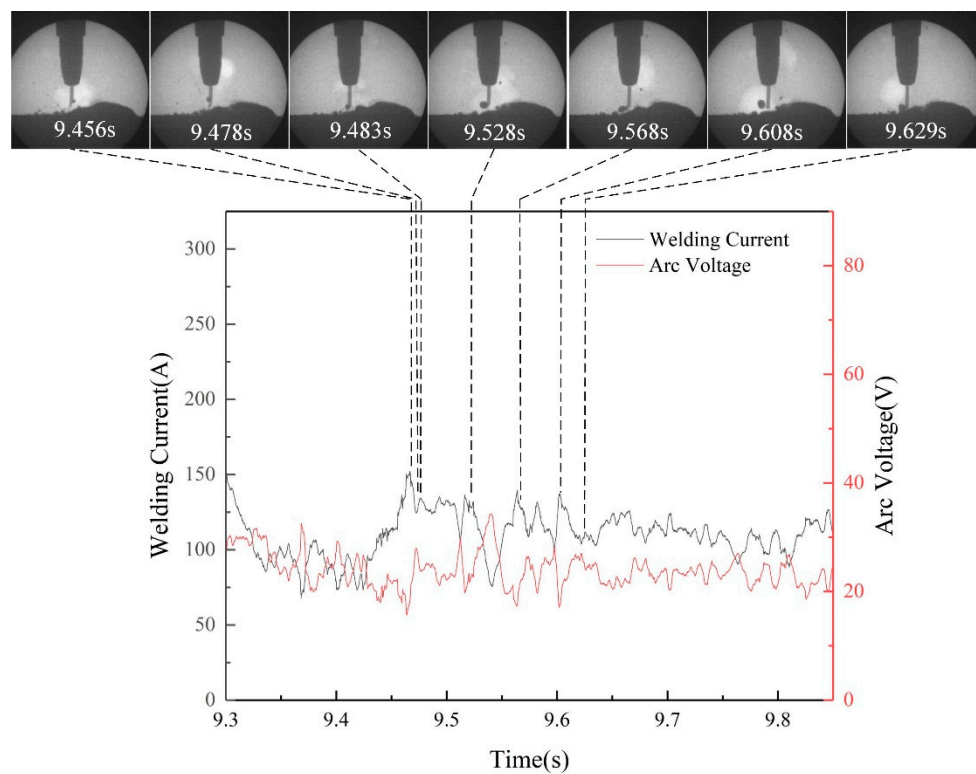 9.456s 9.478s 9.483s 9.528s 9.568s 9.608s 9.629s
Welding Current
Arc Voltage
Welding Current(A)
300
250
200
150
100
50
0
80
60
40
20
0
Arc Voltage(V)
9.3 9.4 9.5 9.6 9.7 9.8
Time(s)